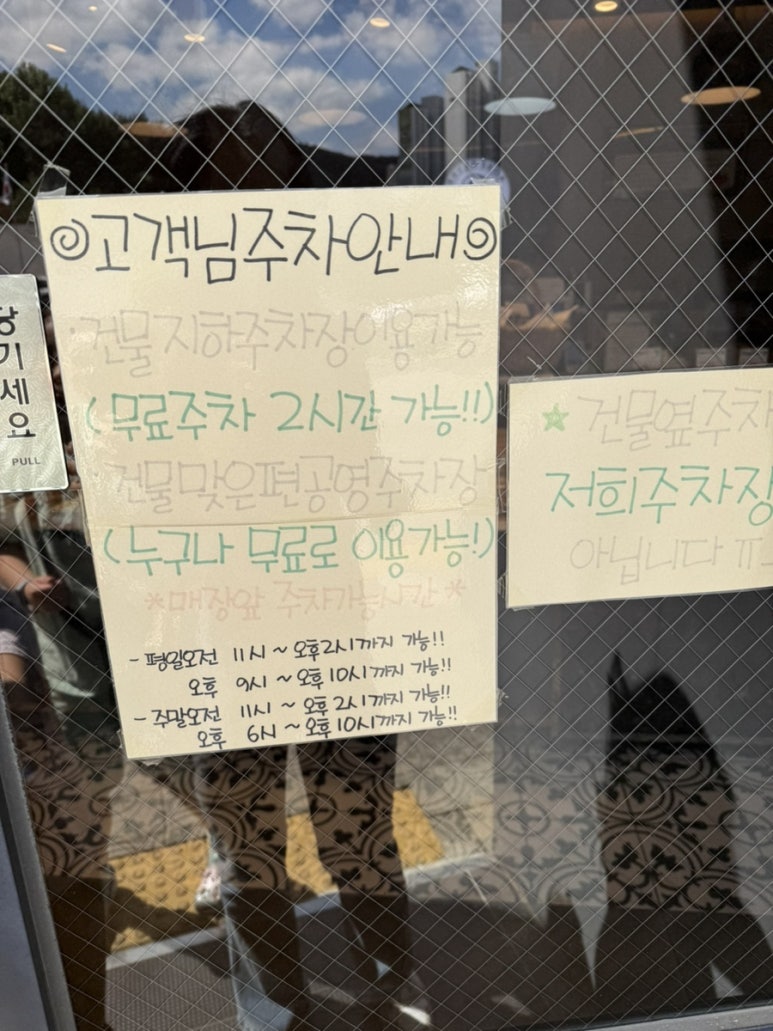 고객님주차안내
· 건물 지하주차장이용가능
(무료주차 2시간 가능!!)
· 건물맞은편공영주차장
(누구나 무료로 이용가능!)
*매장앞 주차가능시간*
- 평일오전 11시 ~ 오후2시까지 가능!!
오후 9시 ~ 오후10시까지 가능!!
- 주말오전 11시 ~ 오후 2시까지 가능!!
오후 6시 ~ 오후10시까지 가능!!
당기세요
PULL
건물옆주차
저희주차장
아닙니다 ㅠ